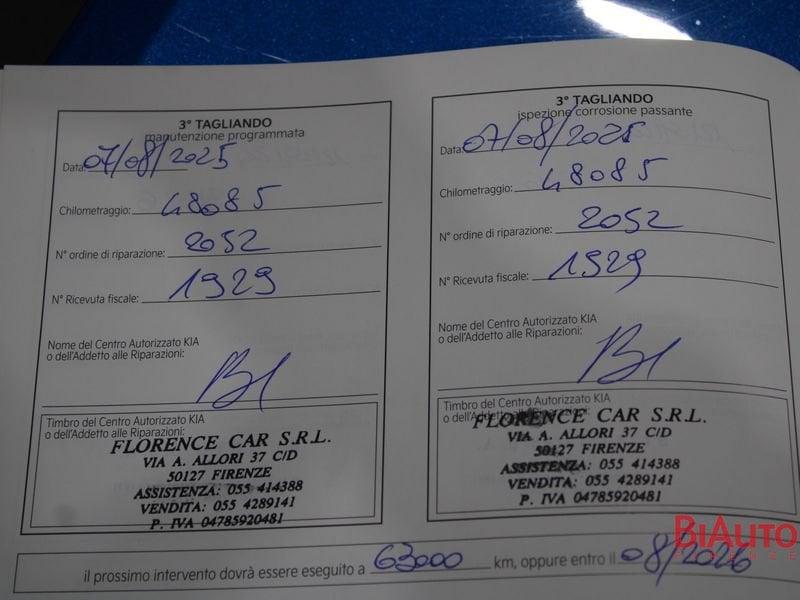 3° TAGLIANDO
manutenzione programmata
Data: 07/08/2025
Chilometraggio: 48085
N° ordine di riparazione: 2052
N° Ricevuta fiscale: 1929
Nome del Centro Autorizzato KIA
o dell'Addetto alle Riparazioni:
Timbro del Centro Autorizzato KIA
o dell'Addetto alle Riparazioni:
FLORENCE CAR S.R.L.
VIA A. ALLORI 37 C/D
50127 FIRENZE
ASSISTENZA: 055 414388
VENDITA: 055 4289141
P. IVA 04785920481
3° TAGLIANDO
ispezione corrosione passante
Data: 07/08/2025
Chilometraggio: 48085
N° ordine di riparazione: 2052
N° Ricevuta fiscale: 1929
Nome del Centro Autorizzato KIA
o dell'Addetto alle Riparazioni:
Timbro del Centro Autorizzato KIA
o dell'Addetto alle Riparazioni:
FLORENCE CAR S.R.L.
VIA A. ALLORI 37 C/D
50127 FIRENZE
ASSISTENZA: 055 414388
VENDITA: 055 4289141
P. IVA 04785920481
il prossimo intervento dovrà essere eseguito a 63000 km, oppure entro il 08/2026
BIAUTO